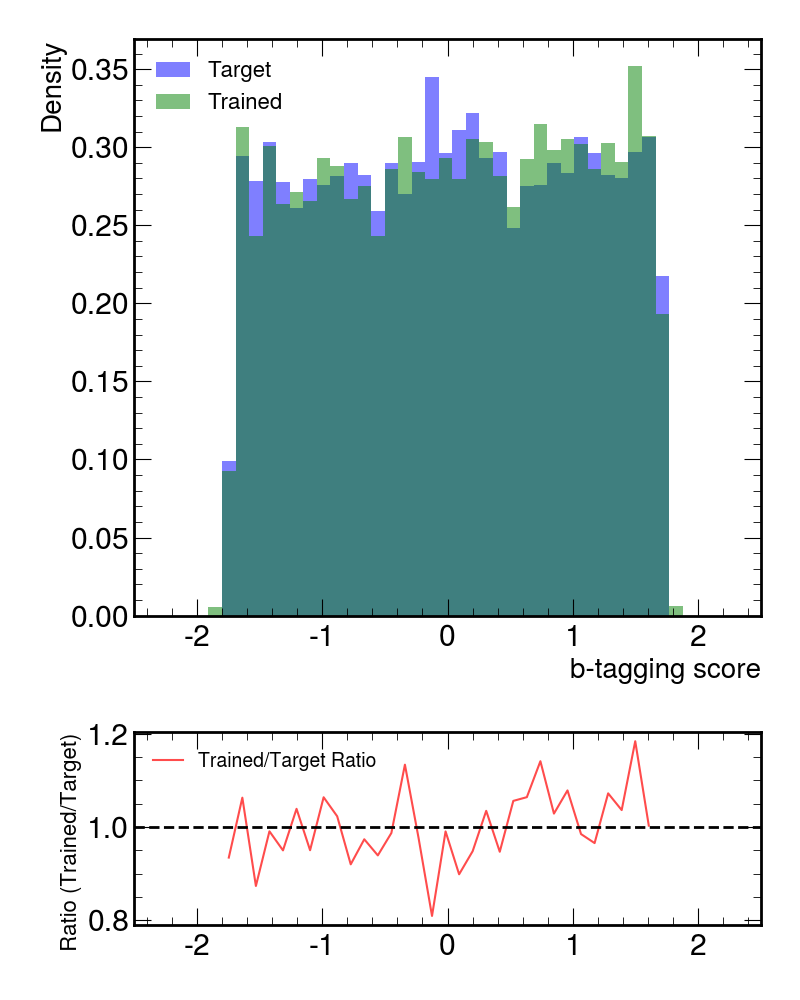 Density
0.35
0.30
0.25
0.20
0.15
0.10
0.05
0.00
Target
Trained
-2 -1 0 1 2
b-tagging score
Ratio (Trained/Target)
1.2
1.0
0.8
Trained/Target Ratio
-2 -1 0 1 2